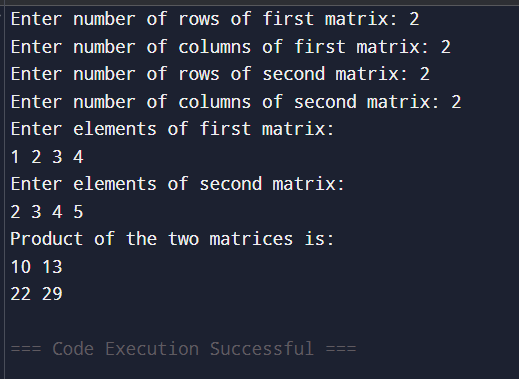 Enter number of rows of first matrix: 2
Enter number of columns of first matrix: 2
Enter number of rows of second matrix: 2
Enter number of columns of second matrix: 2
Enter elements of first matrix:
1 2 3 4
Enter elements of second matrix:
2 3 4 5
Product of the two matrices is:
10 13
22 29
=== Code Execution Successful ===